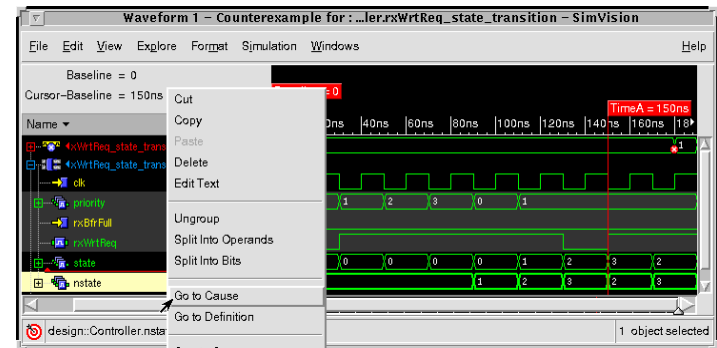 Waveform 1 – Counterexample for : ...ler.rxWrtReq_state_transition – SimVision
File Edit View Explore Format Simulation Windows Help
Baseline = 0
Cursor-Baseline = 150ns
= 0
TimeA = 150ns
Name
0ns 40ns 60ns 80ns 100ns 120ns 140ns 160ns 18
xWrtReq_state_trans 1
xWrtReq_state_trans
clk
priority 1 2 3 0 1
rxBfrFull
rxWrtReq
state 0 0 0 0 1 2 3 2
nstate 1 2 3 2 3
Cut
Copy
Paste
Delete
Edit Text
Ungroup
Split Into Operands
Split Into Bits
Go to Cause
Go to Definition
design::Controller.nsta
1 object selected